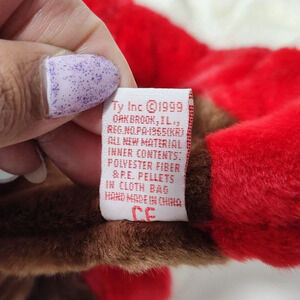 Ty Inc ©1999
OAKBROOK, IL.,
REG.NO.PA-1965(KR)
ALL NEW MATERIAL
INNER CONTENTS:
POLYESTER FIBER
& P.E. PELLETS
IN CLOTH BAG
HAND MADE IN CHINA
CE